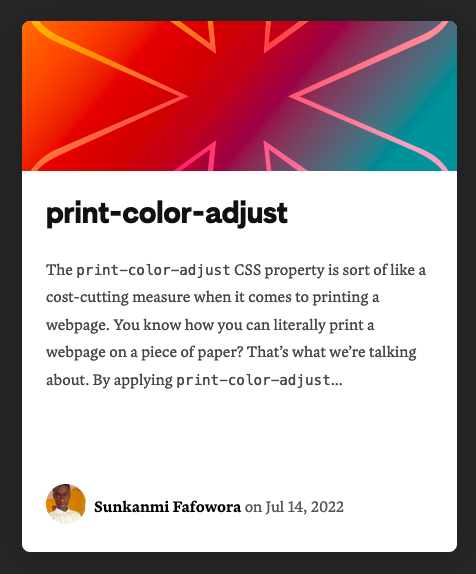 print-color-adjust
The print-color-adjust CSS property is sort of like a
cost-cutting measure when it comes to printing a
webpage. You know how you can literally print a
webpage on a piece of paper? That’s what we’re talking
about. By applying print-color-adjust…
Sunkanmi Fafowora on Jul 14, 2022